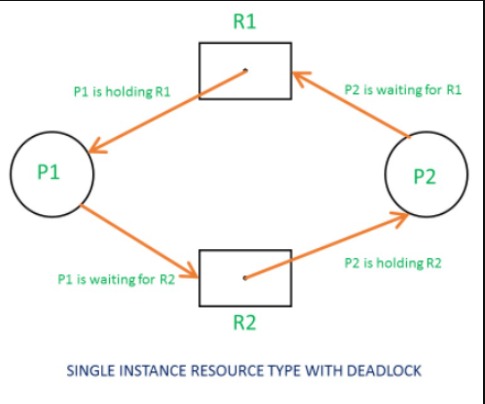 R1
P1 is holding R1
P2 is waiting for R1
P1
P2
P1 is waiting for R2
P2 is holding R2
R2
SINGLE INSTANCE RESOURCE TYPE WITH DEADLOCK